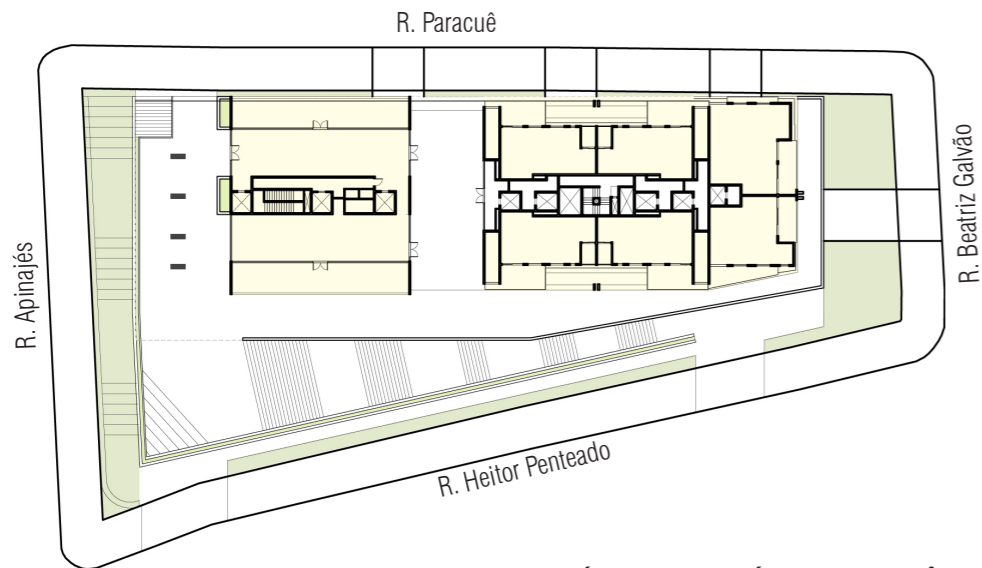 R. Paracuê
R. Beatriz Galvão
R. Apinajés
R. Heitor Penteado